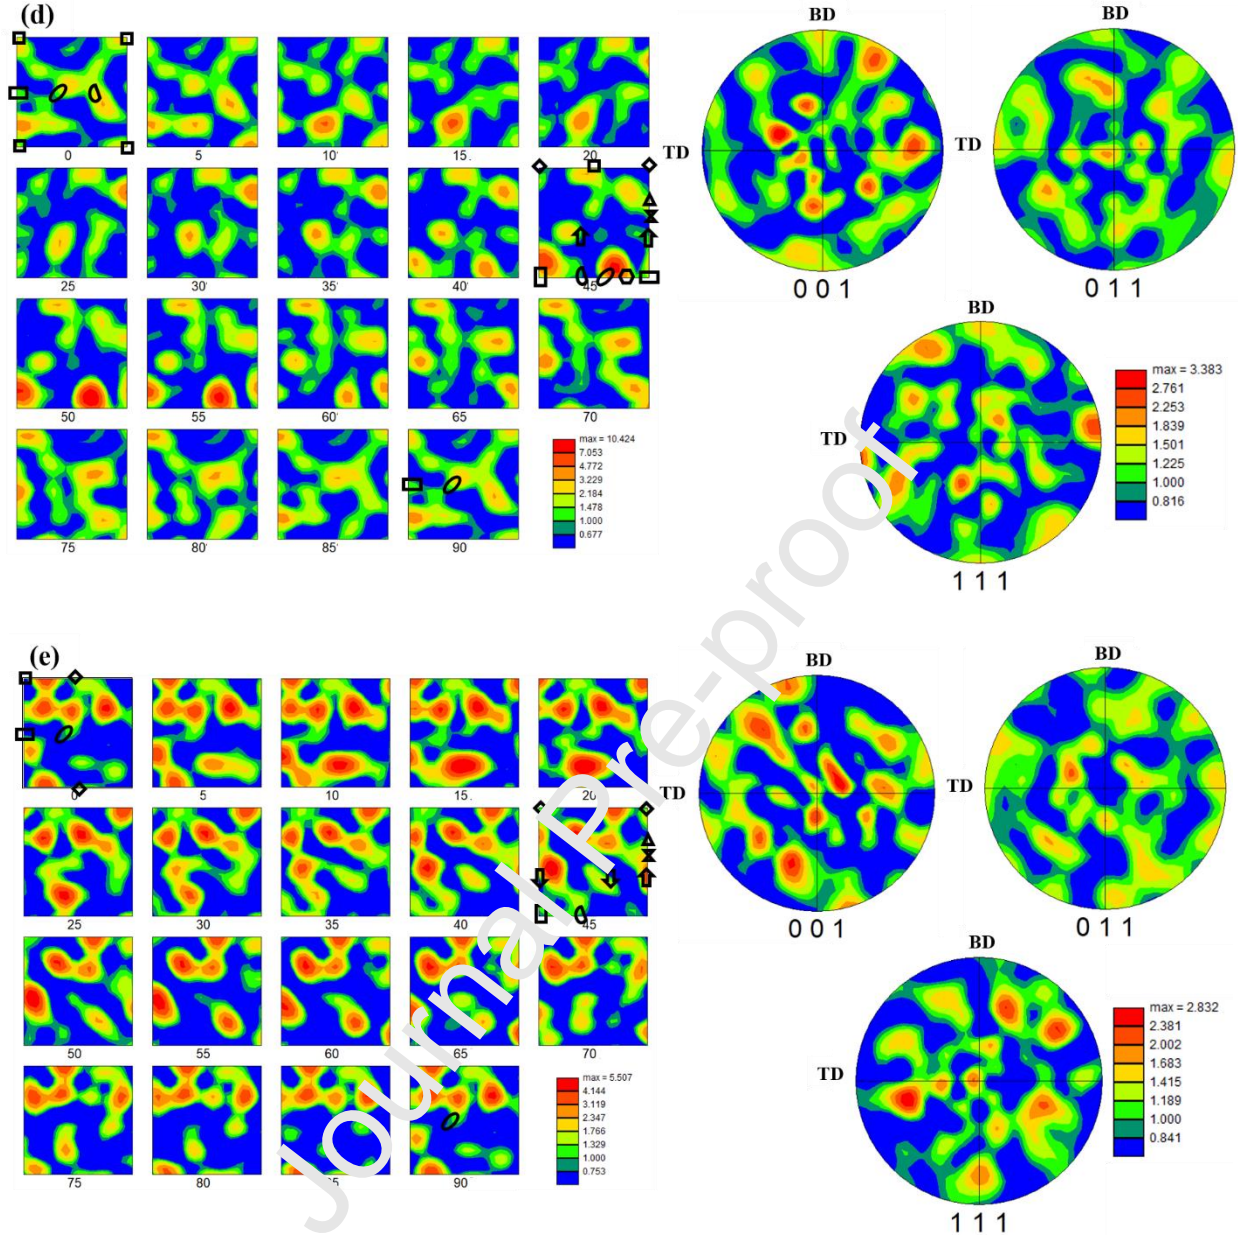 (d)
0 5 10 15 20
25 30 35 40 45
50 55 60 65 70
75 80 85 90
max = 10.424
7.053
4.772
3.229
2.184
1.478
1.000
0.677
BD
TD
0 0 1
BD
TD
0 1 1
BD
TD
1 1 1
max = 3.383
2.761
2.253
1.839
1.501
1.225
1.000
0.816
(e)
0 5 10 15 20
25 30 35 40 45
50 55 60 65 70
75 80 90
max = 5.507
4.144
3.119
2.347
1.766
1.329
1.000
0.753
BD
TD
0 0 1
BD
TD
0 1 1
BD
TD
1 1 1
max = 2.832
2.381
2.002
1.683
1.415
1.189
1.000
0.841
Journal Pre-proof